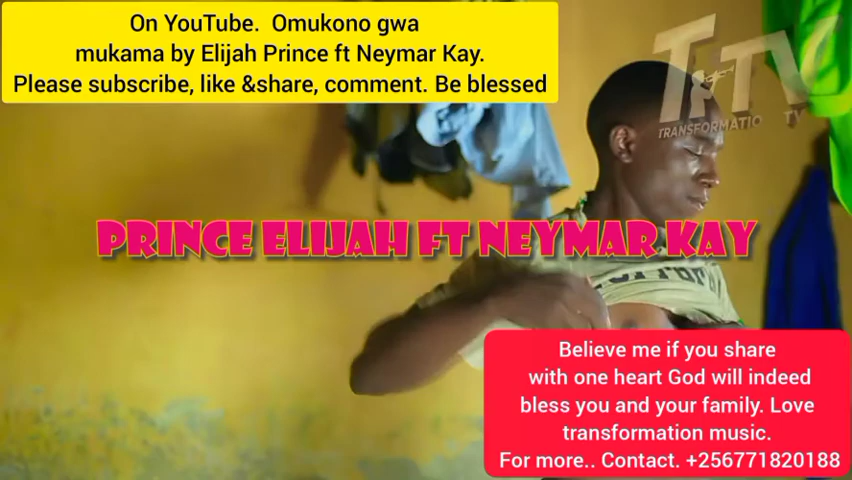 On YouTube. Omukono gwa
mukama by Elijah Prince ft Neymar Kay.
Please subscribe, like &share, comment. Be blessed
TTV
TRANSFORMATIO TV
PRINCE ELIJAH FT NEYMAR KAY
Believe me if you share
with one heart God will indeed
bless you and your family. Love
transformation music.
For more.. Contact. +256771820188